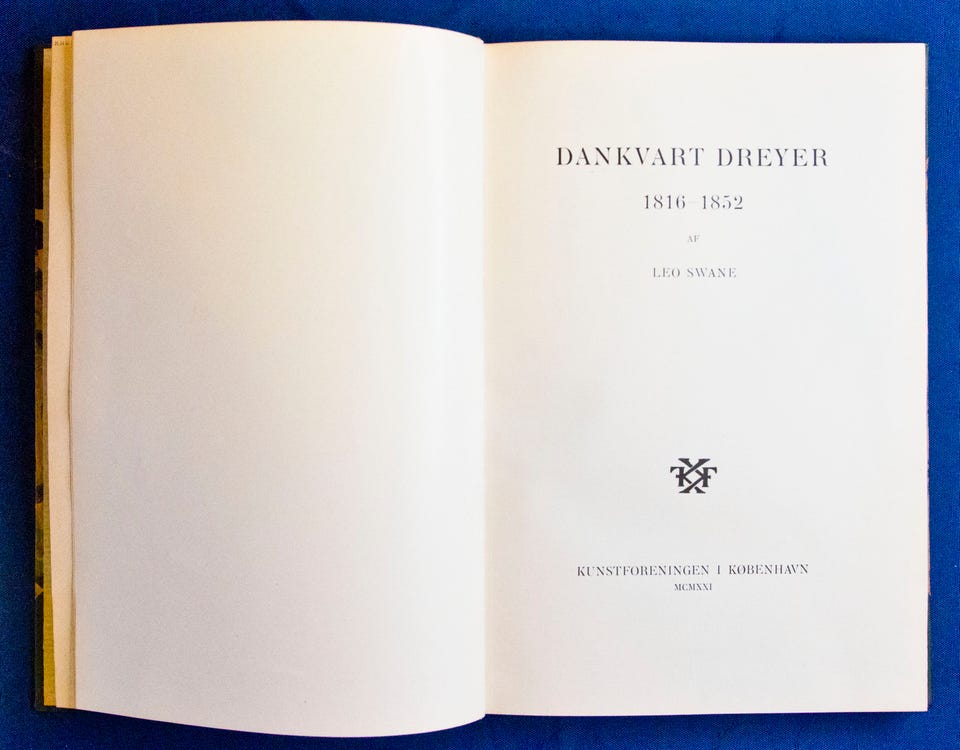 DANKVART DREYER
1816–1852
AF
LEO SWANE
KUNSTFORENINGEN I KØBENHAVN
MCMXXI